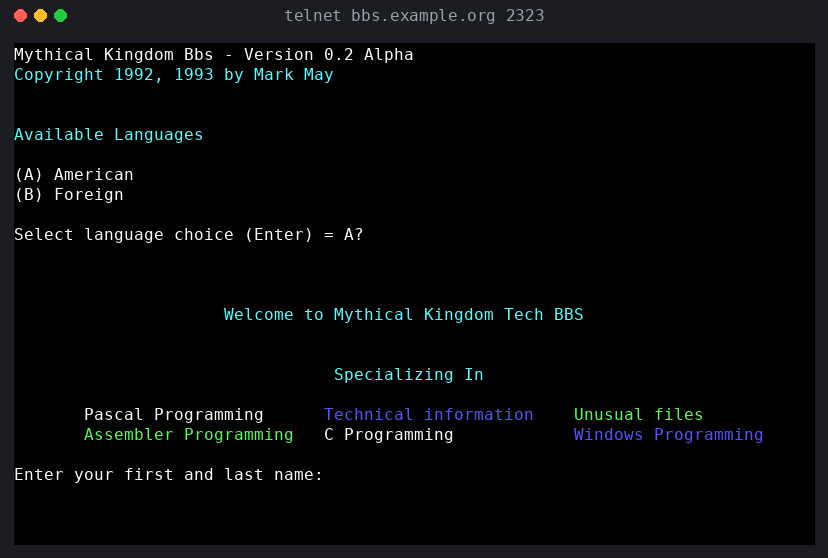 telnet bbs.example.org 2323
Mythical Kingdom Bbs - Version 0.2 Alpha
Copyright 1992, 1993 by Mark May
Available Languages
(A) American
(B) Foreign
Select language choice (Enter) = A?
Welcome to Mythical Kingdom Tech BBS
Specializing In
Pascal Programming Technical information Unusual files
Assembler Programming C Programming Windows Programming
Enter your first and last name: